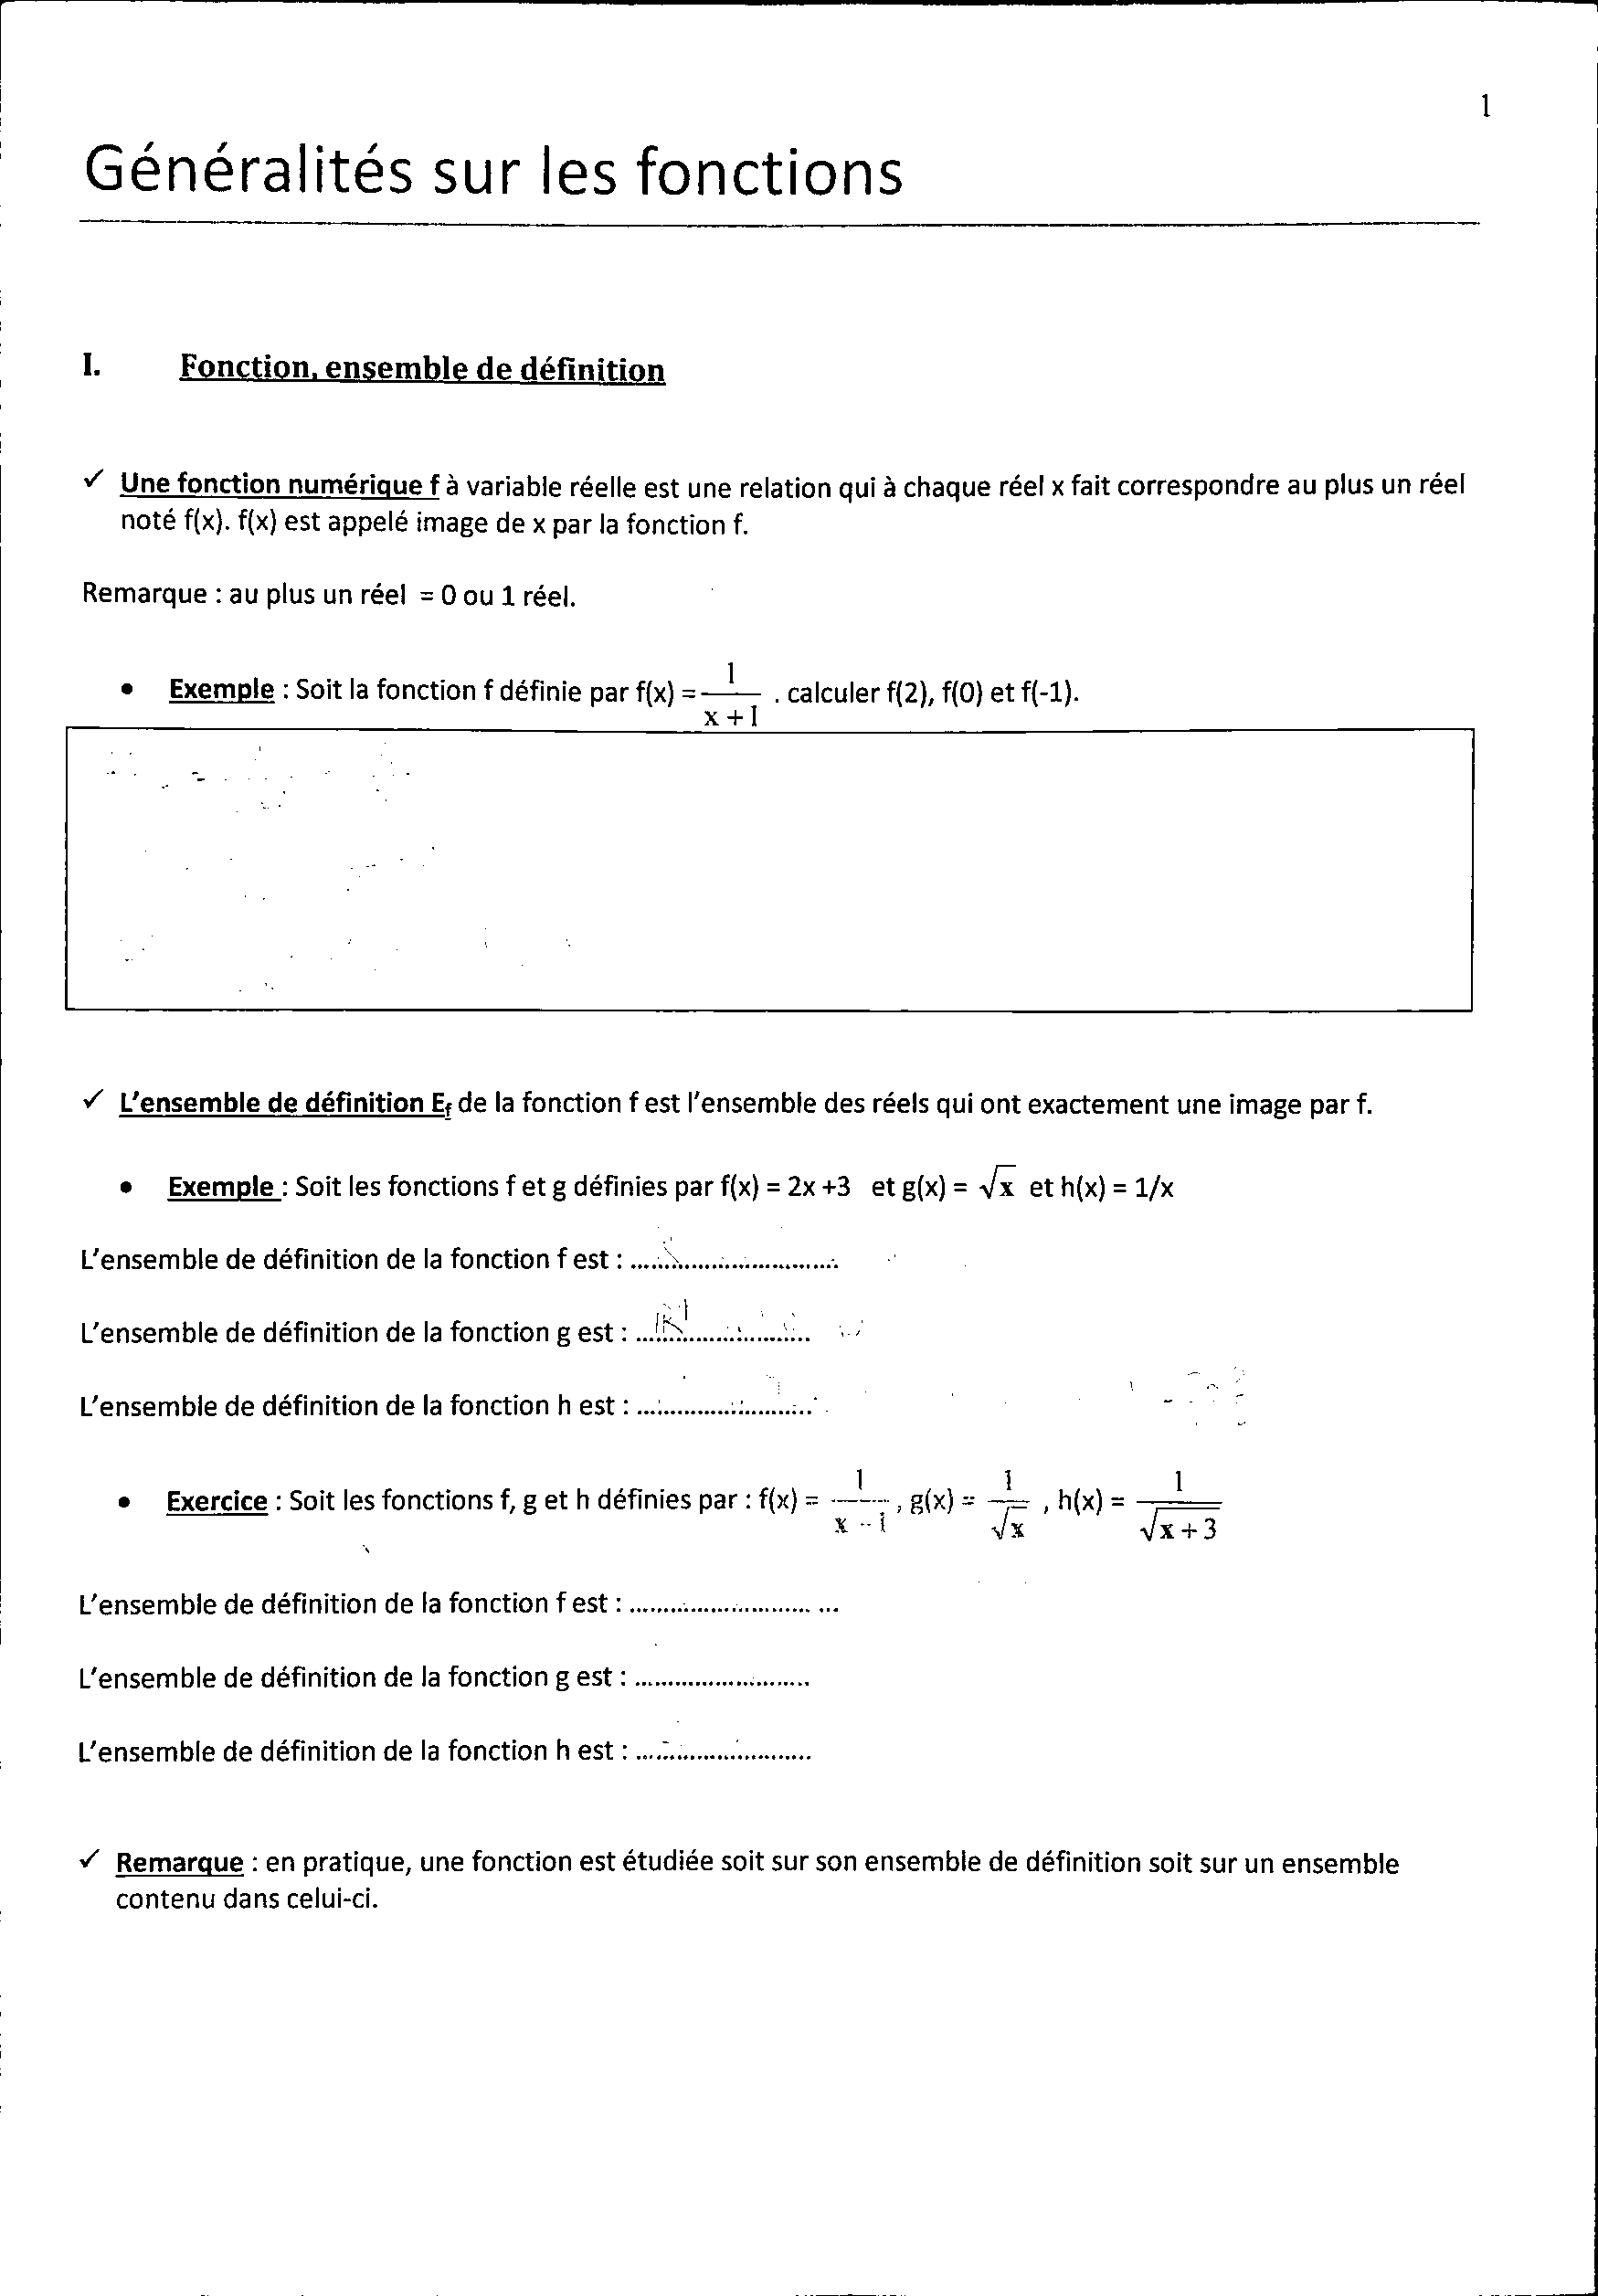 1
Généralités sur les fonctions
I. Fonction, ensemble de définition
✓ Une fonction numérique f à variable réelle est une relation qui à chaque réel x fait correspondre au plus un réel
noté f(x). f(x) est appelé image de x par la fonction f.
Remarque : au plus un réel = 0 ou 1 réel.
• Exemple : Soit la fonction f définie par f(x) = 1/(x + 1) . calculer f(2), f(0) et f(-1).
✓ L'ensemble de définition Ef de la fonction f est l'ensemble des réels qui ont exactement une image par f.
• Exemple : Soit les fonctions f et g définies par f(x) = 2x +3 et g(x) = √x et h(x) = 1/x
L'ensemble de définition de la fonction f est : ..............................
L'ensemble de définition de la fonction g est : ..........................
L'ensemble de définition de la fonction h est : ..........................
• Exercice : Soit les fonctions f, g et h définies par : f(x) = 1/(x - 1) , g(x) = 1/√x , h(x) = 1/√(x + 3)
L'ensemble de définition de la fonction f est : ........................... ...
L'ensemble de définition de la fonction g est : ..........................
L'ensemble de définition de la fonction h est : ..........................
✓ Remarque : en pratique, une fonction est étudiée soit sur son ensemble de définition soit sur un ensemble
contenu dans celui-ci.